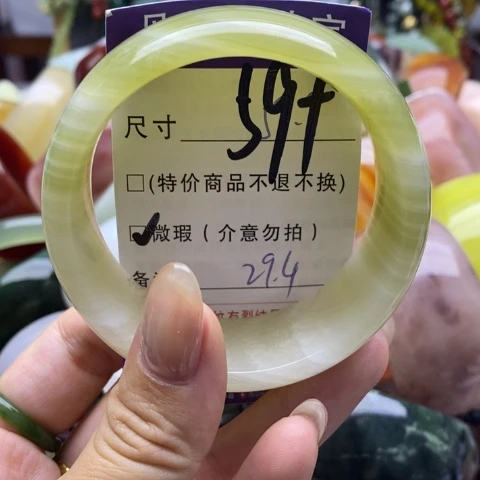 尺寸 59+
□(特价商品不退不换)
☑微瑕(介意勿拍)
备 29.4